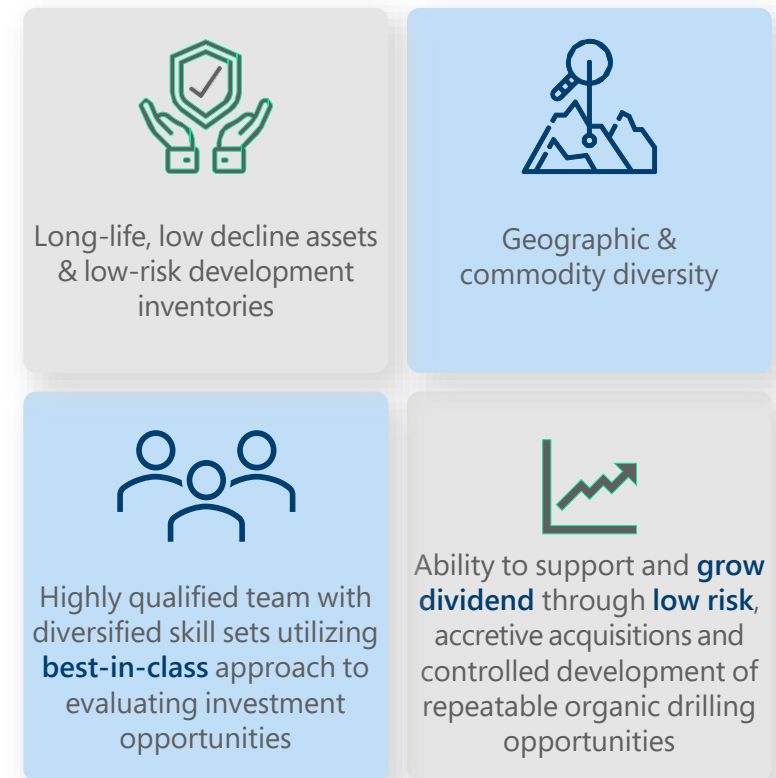 Long-life, low decline assets
& low-risk development
inventories
Geographic &
commodity diversity
Highly qualified team with
diversified skill sets utilizing
best-in-class approach to
evaluating investment
opportunities
Ability to support and grow
dividend through low risk,
accretive acquisitions and
controlled development of
repeatable organic drilling
opportunities